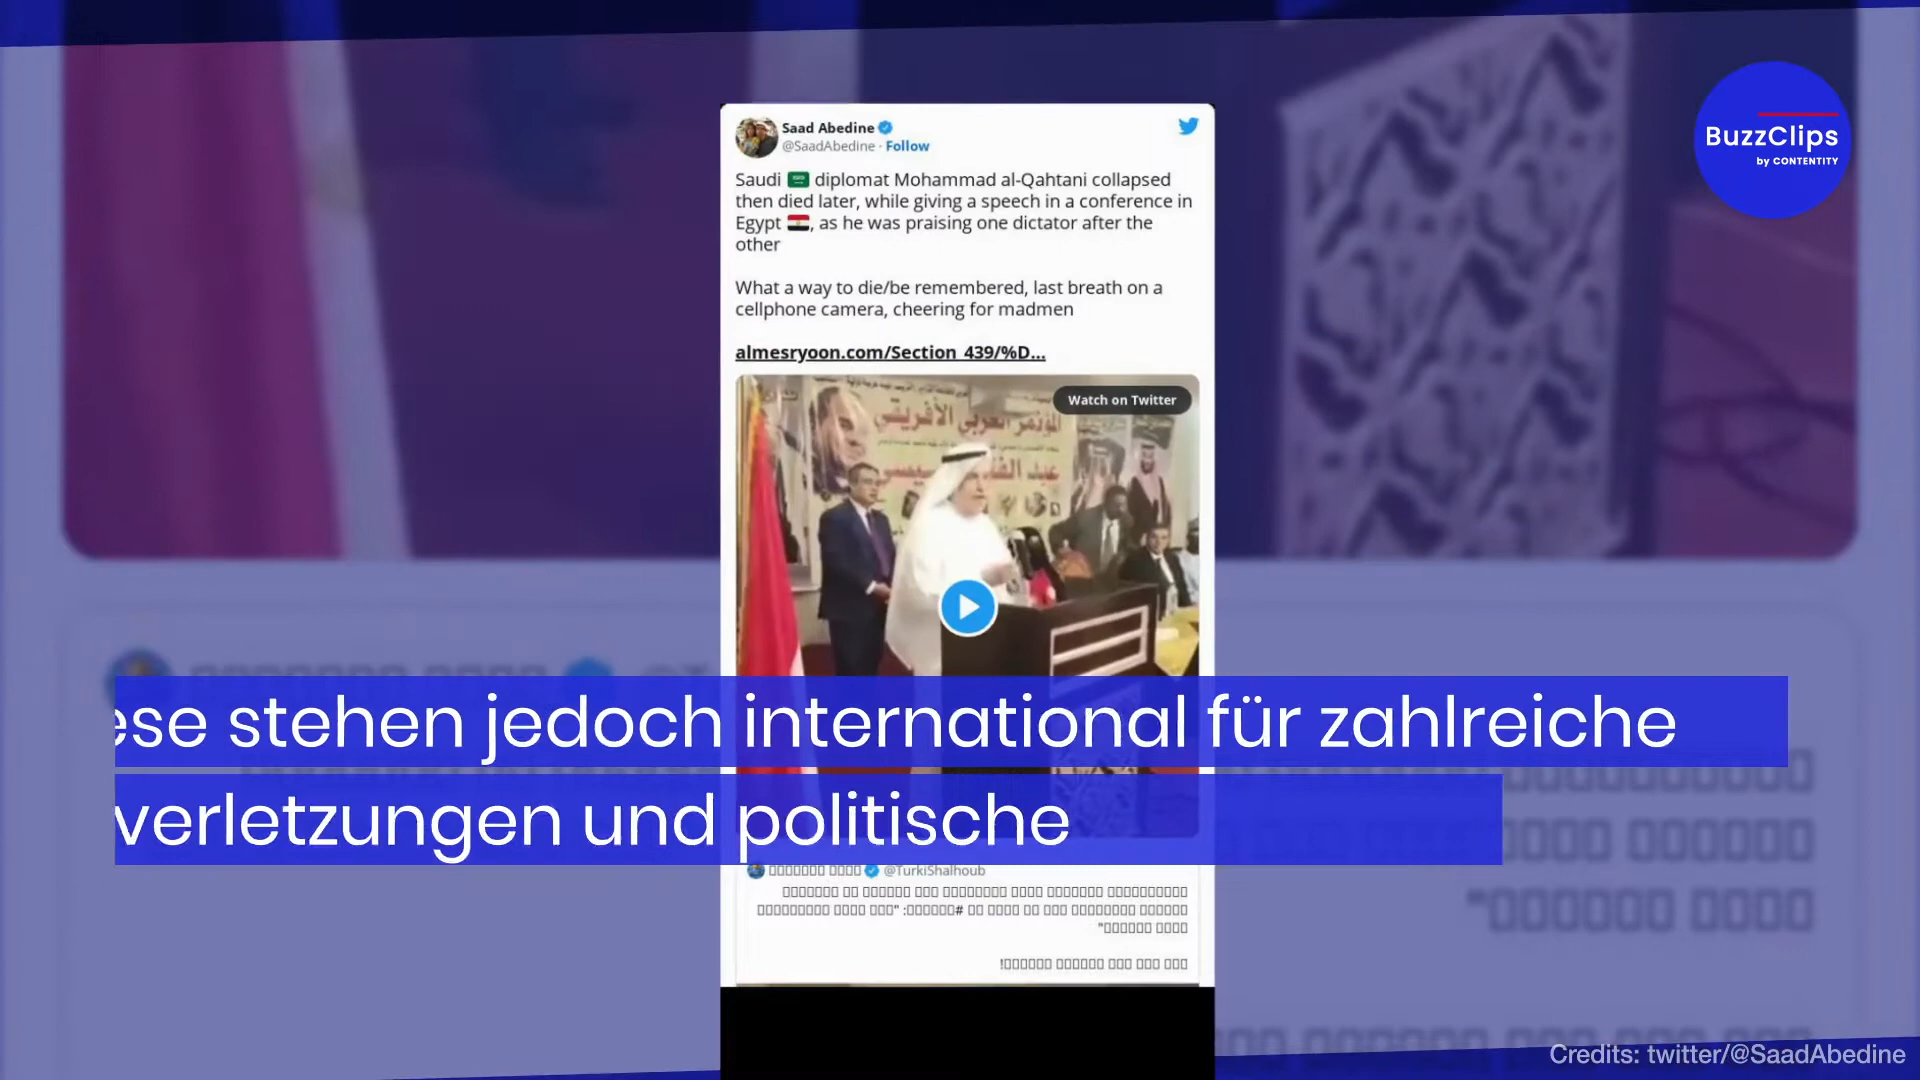 BuzzClips
by CONTENTITY
Saad Abedine
@SaadAbedine · Follow
Saudi 🇸🇦 diplomat Mohammad al-Qahtani collapsed
then died later, while giving a speech in a conference in
Egypt 🇪🇬, as he was praising one dictator after the
other
What a way to die/be remembered, last breath on a
cellphone camera, cheering for madmen
almesryoon.com/Section_439/%D...
Watch on Twitter
المؤتمر العربي الأفريقي
ese stehen jedoch international für zahlreiche
verletzungen und politische
@TurkiShalhoub
Credits: twitter/@SaadAbedine